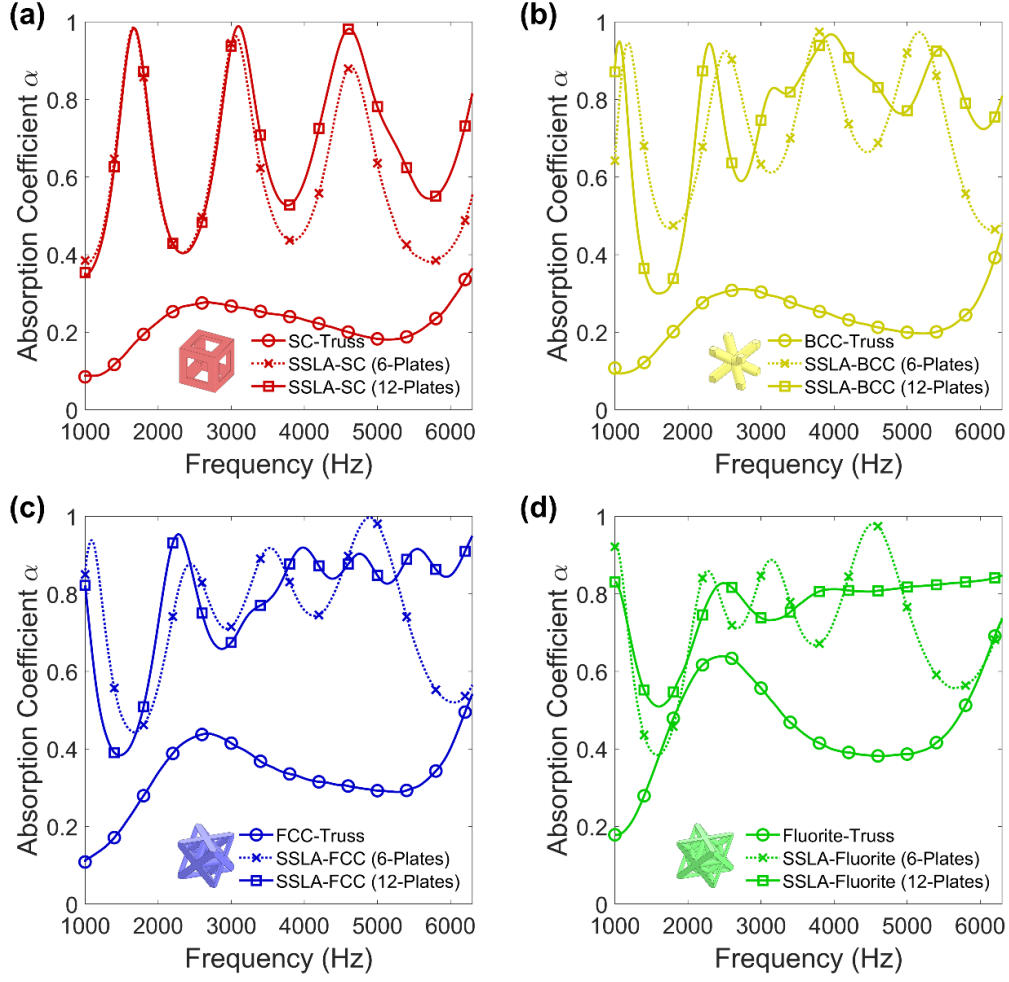 (a)
Absorption Coefficient α
1
0.8
0.6
0.4
0.2
0
SC-Truss
SSLA-SC (6-Plates)
SSLA-SC (12-Plates)
1000 2000 3000 4000 5000 6000
Frequency (Hz)
(b)
Absorption Coefficient α
1
0.8
0.6
0.4
0.2
0
BCC-Truss
SSLA-BCC (6-Plates)
SSLA-BCC (12-Plates)
1000 2000 3000 4000 5000 6000
Frequency (Hz)
(c)
Absorption Coefficient α
1
0.8
0.6
0.4
0.2
0
FCC-Truss
SSLA-FCC (6-Plates)
SSLA-FCC (12-Plates)
1000 2000 3000 4000 5000 6000
Frequency (Hz)
(d)
Absorption Coefficient α
1
0.8
0.6
0.4
0.2
0
Fluorite-Truss
SSLA-Fluorite (6-Plates)
SSLA-Fluorite (12-Plates)
1000 2000 3000 4000 5000 6000
Frequency (Hz)